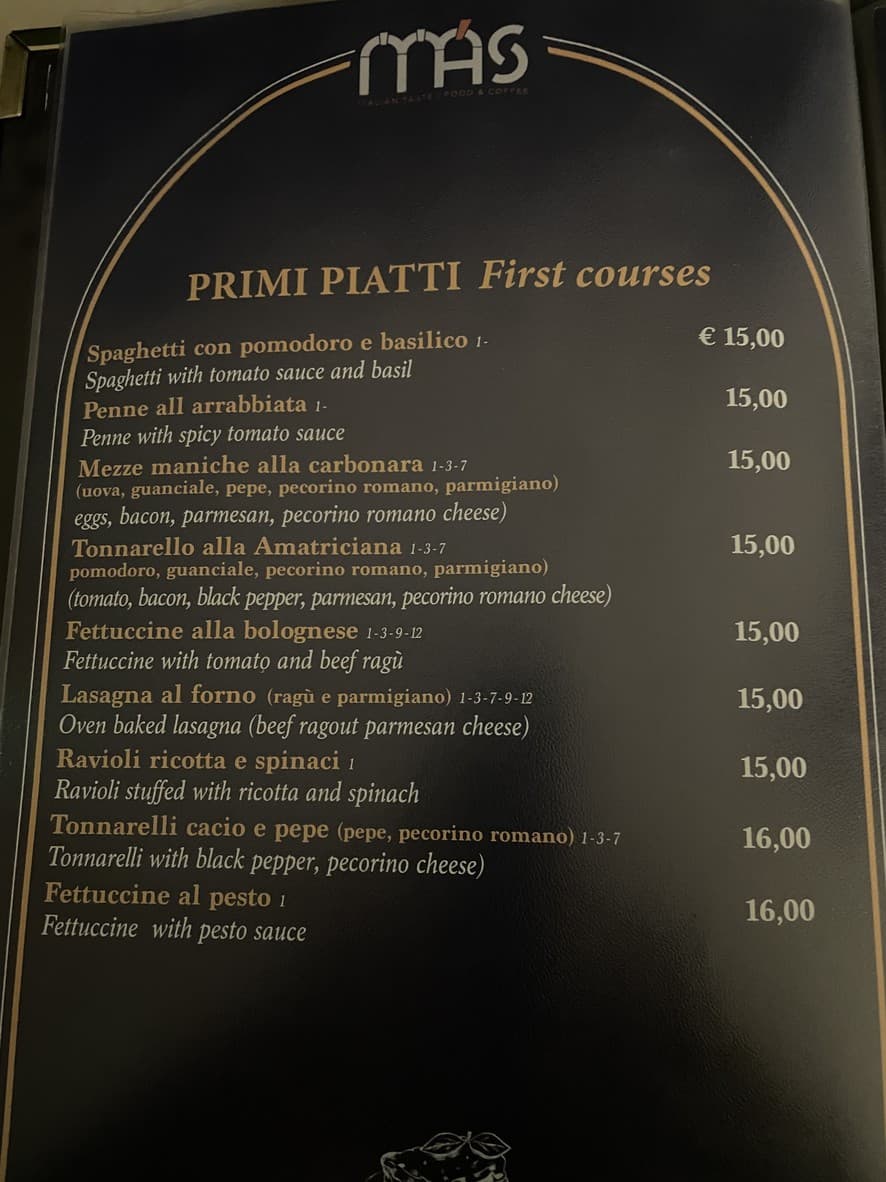 MÁS
ITALIAN TASTE FOOD & COFFEE
PRIMI PIATTI First courses
Spaghetti con pomodoro e basilico 1- € 15,00
Spaghetti with tomato sauce and basil
Penne all arrabbiata 1- 15,00
Penne with spicy tomato sauce
Mezze maniche alla carbonara 1-3-7 15,00
(uova, guanciale, pepe, pecorino romano, parmigiano)
eggs, bacon, parmesan, pecorino romano cheese)
Tonnarello alla Amatriciana 1-3-7 15,00
pomodoro, guanciale, pecorino romano, parmigiano)
(tomato, bacon, black pepper, parmesan, pecorino romano cheese)
Fettuccine alla bolognese 1-3-9-12 15,00
Fettuccine with tomato and beef ragù
Lasagna al forno (ragù e parmigiano) 1-3-7-9-12 15,00
Oven baked lasagna (beef ragout parmesan cheese)
Ravioli ricotta e spinaci 1 15,00
Ravioli stuffed with ricotta and spinach
Tonnarelli cacio e pepe (pepe, pecorino romano) 1-3-7 16,00
Tonnarelli with black pepper, pecorino cheese)
Fettuccine al pesto 1 16,00
Fettuccine with pesto sauce